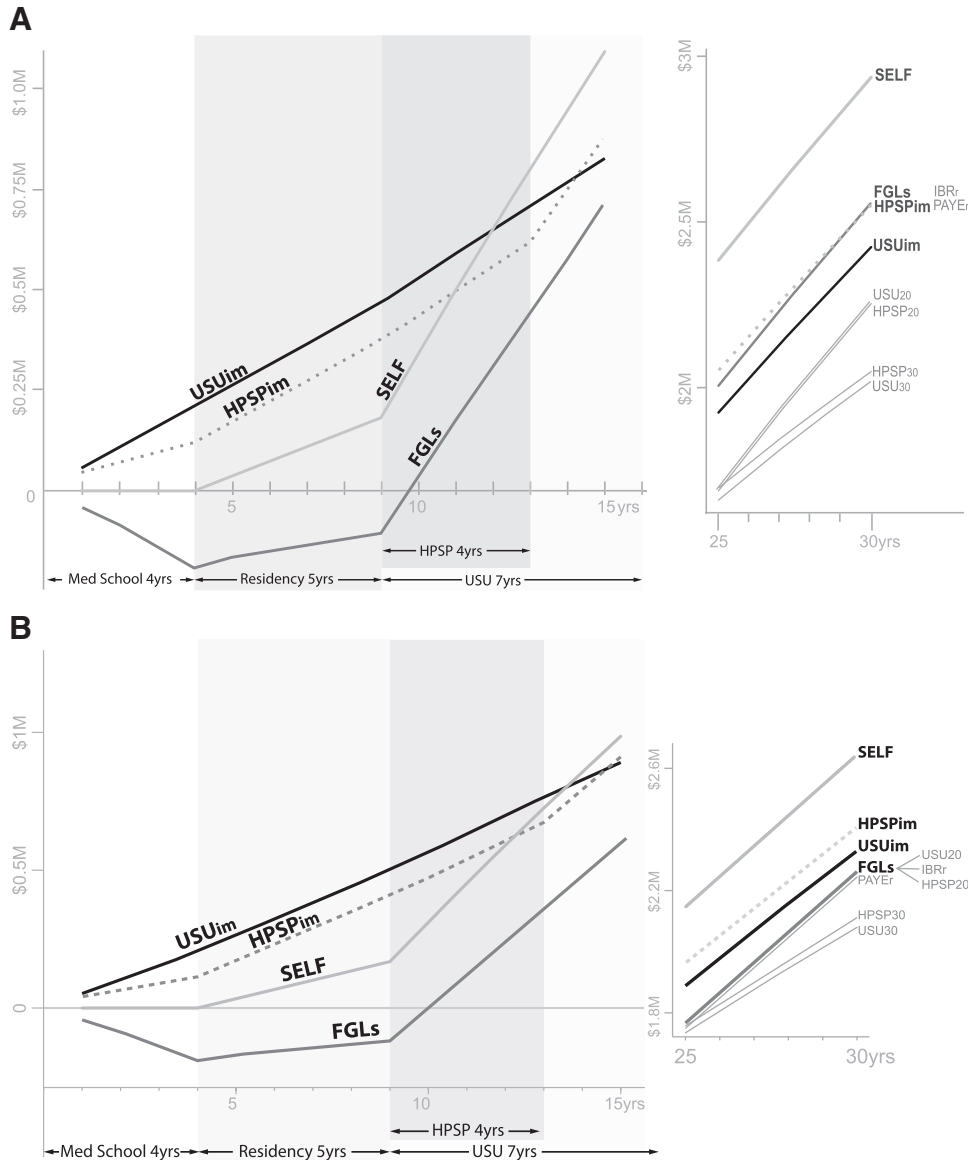 A
$1.0M
$0.75M
$0.5M
$0.25M
0
USUim
HPSPim
SELF
FGLs
5
10
15yrs
HPSP 4yrs
Med School 4yrs
Residency 5yrs
USU 7yrs
$3M
$2.5M
$2M
SELF
FGLs IBRr
HPSPim PAYEr
USUim
USU20
HPSP20
HPSP30
USU30
25
30yrs
B
$1M
$0.5M
0
USUim
HPSPim
SELF
FGLs
5
10
15yrs
HPSP 4yrs
Med School 4yrs
Residency 5yrs
USU 7yrs
$2.6M
$2.2M
$1.8M
SELF
HPSPim
USUim
FGLs
USU20
IBRr
HPSP20
PAYEr
HPSP30
USU30
25
30yrs